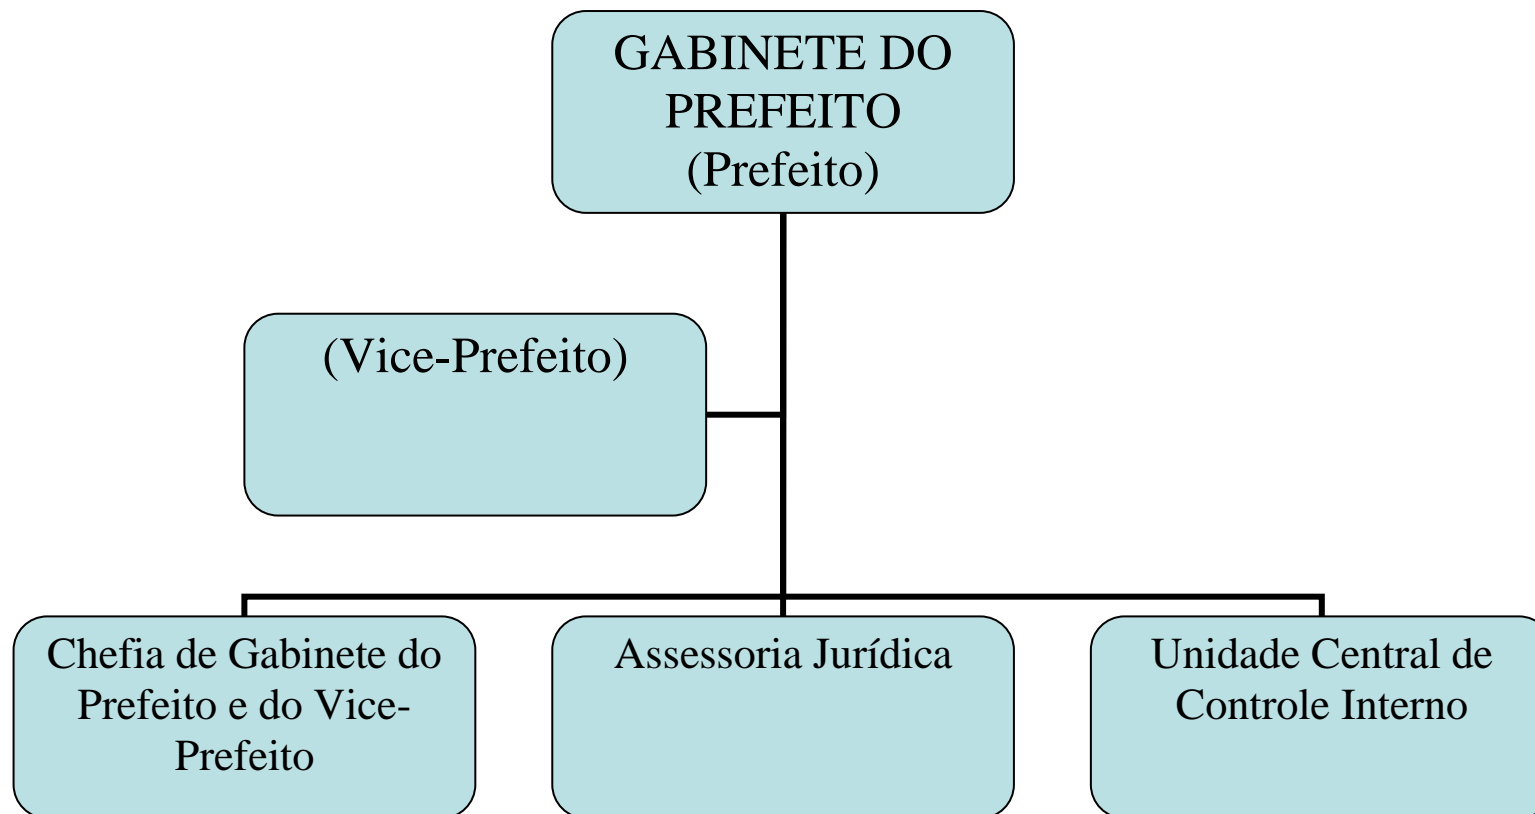 GABINETE DO
PREFEITO
(Prefeito)
(Vice-Prefeito)
Chefia de Gabinete do
Prefeito e do Vice-
Prefeito
Assessoria Jurídica
Unidade Central de
Controle Interno